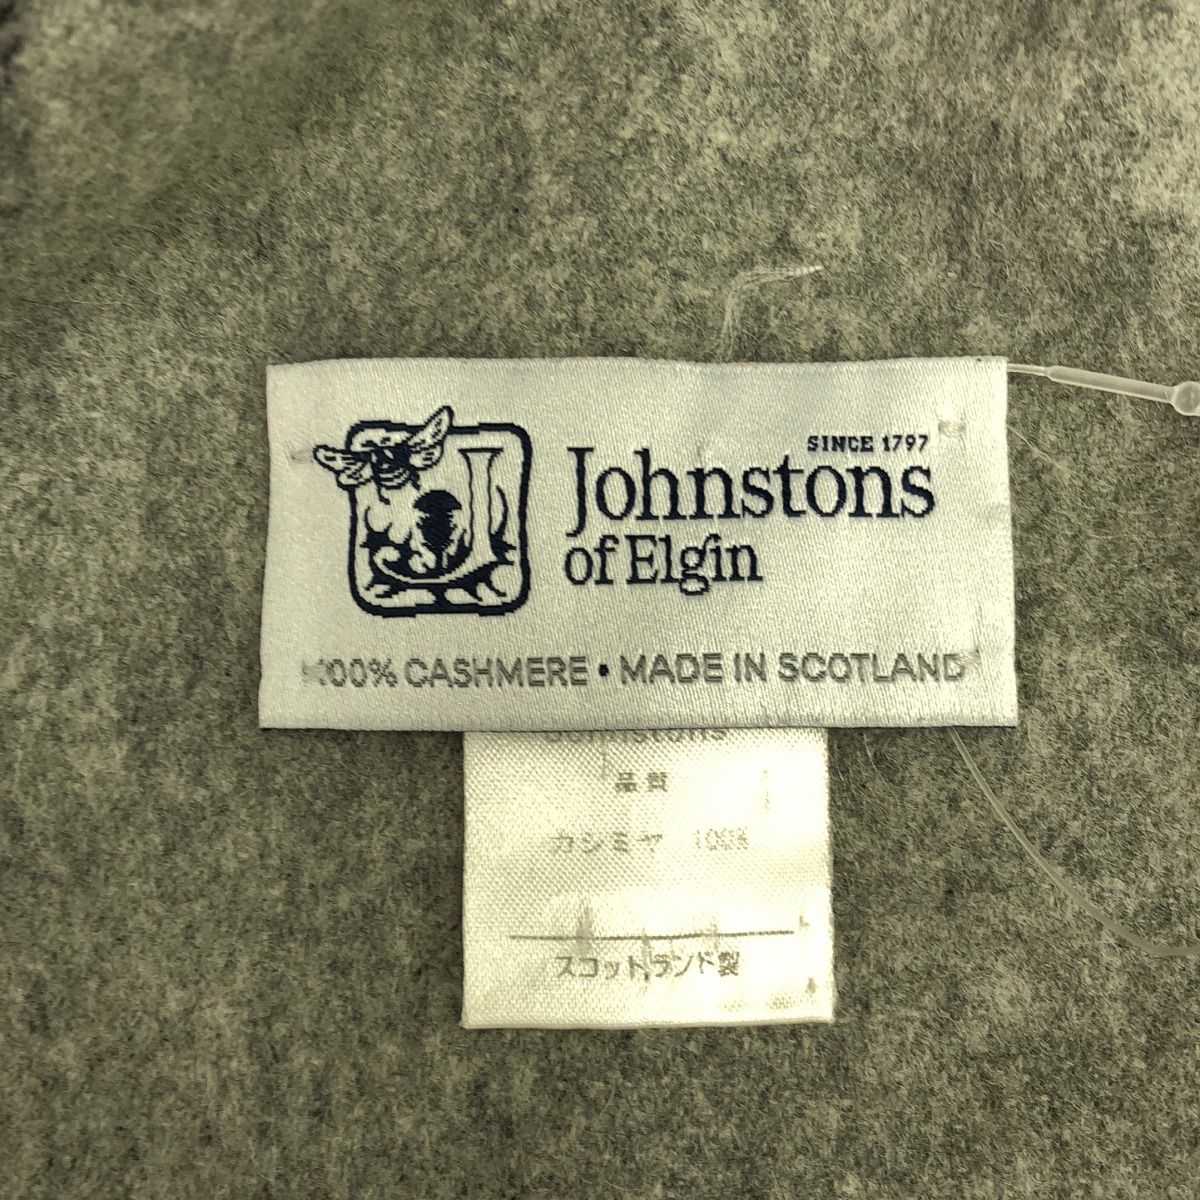 SINCE 1797
Johnstons
of Elgin
100% CASHMERE • MADE IN SCOTLAND
Johnstons
品質
カシミヤ 100%
スコットランド製